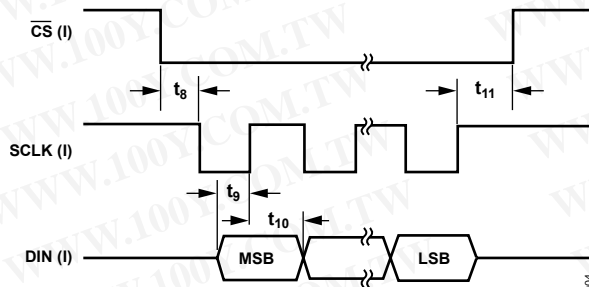 CS (I)
t8
t11
SCLK (I)
t9
t10
DIN (I)
MSB
LSB
WWW.100Y.COM.TW